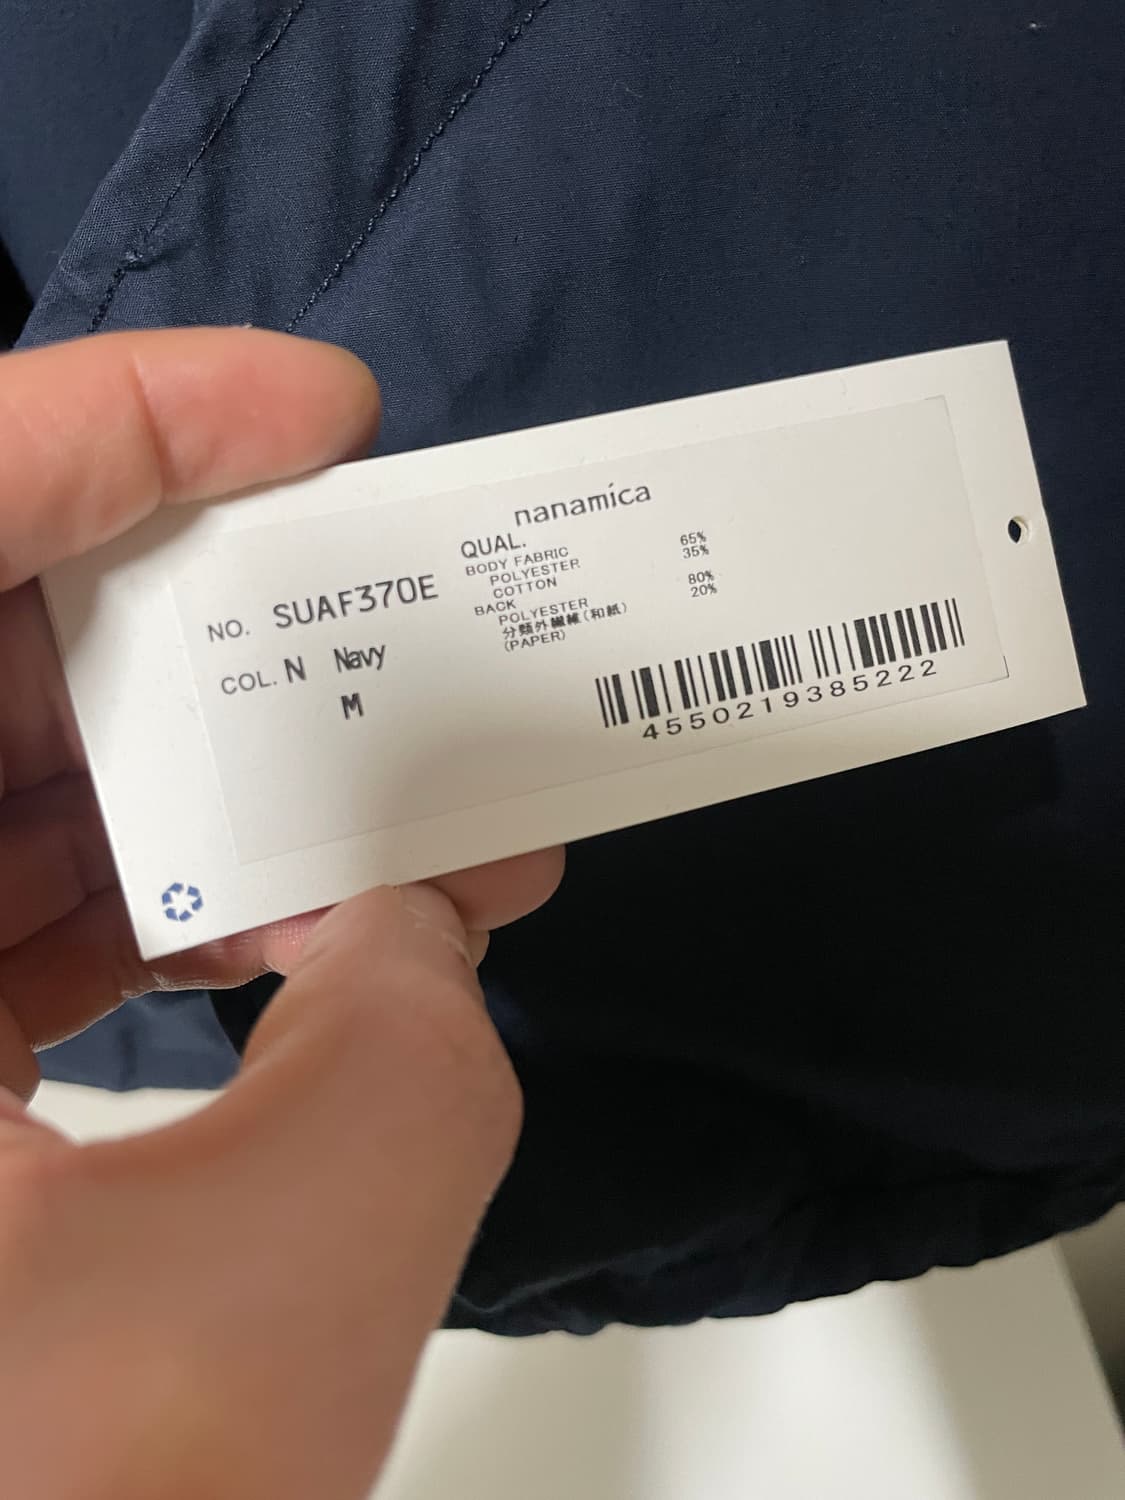 nanamica
NO. SUAF370E
COL. N Navy
M
QUAL.
BODY FABRIC
POLYESTER 65%
COTTON 35%
BACK
POLYESTER 80%
分類外繊維(和紙) 20%
(PAPER)
4550219385222